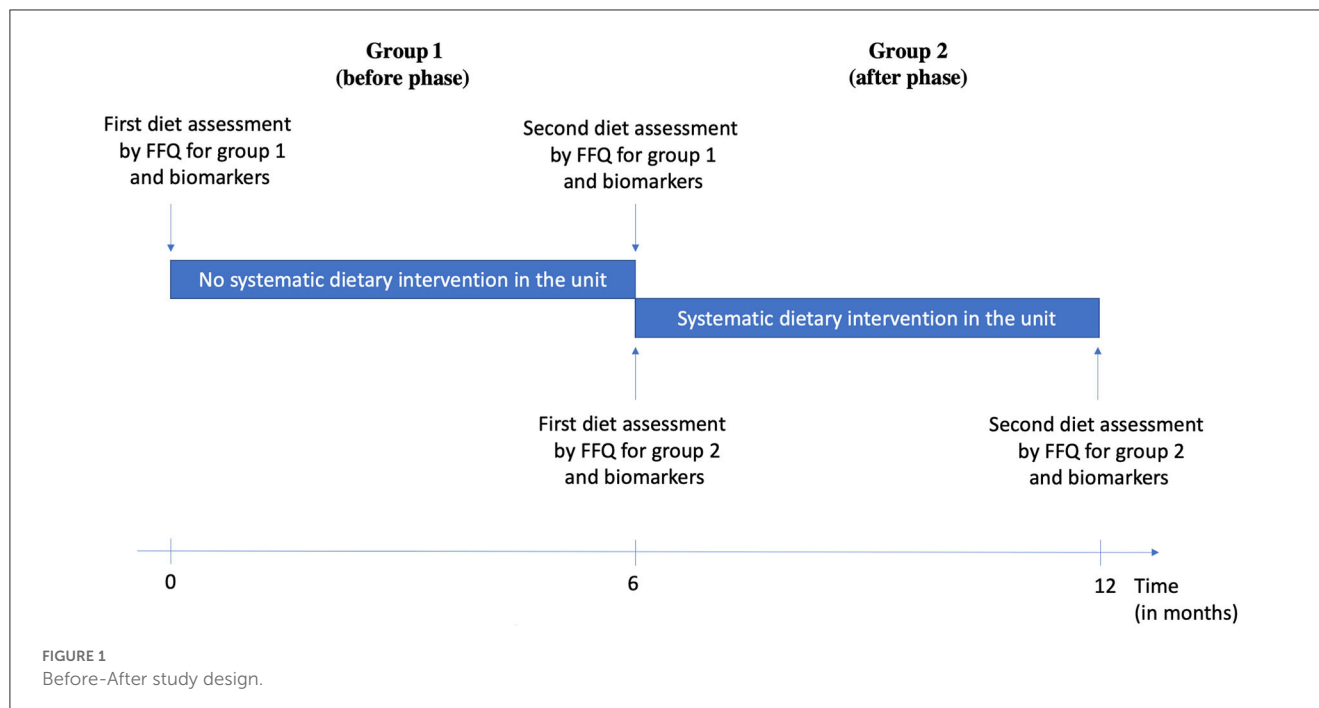 Group 1
(before phase)
Group 2
(after phase)
First diet assessment
by FFQ for group 1
and biomarkers
Second diet assessment
by FFQ for group 1
and biomarkers
No systematic dietary intervention in the unit
Systematic dietary intervention in the unit
First diet assessment
by FFQ for group 2
and biomarkers
Second diet assessment
by FFQ for group 2
and biomarkers
0
6
12
Time
(in months)
FIGURE 1
Before-After study design.